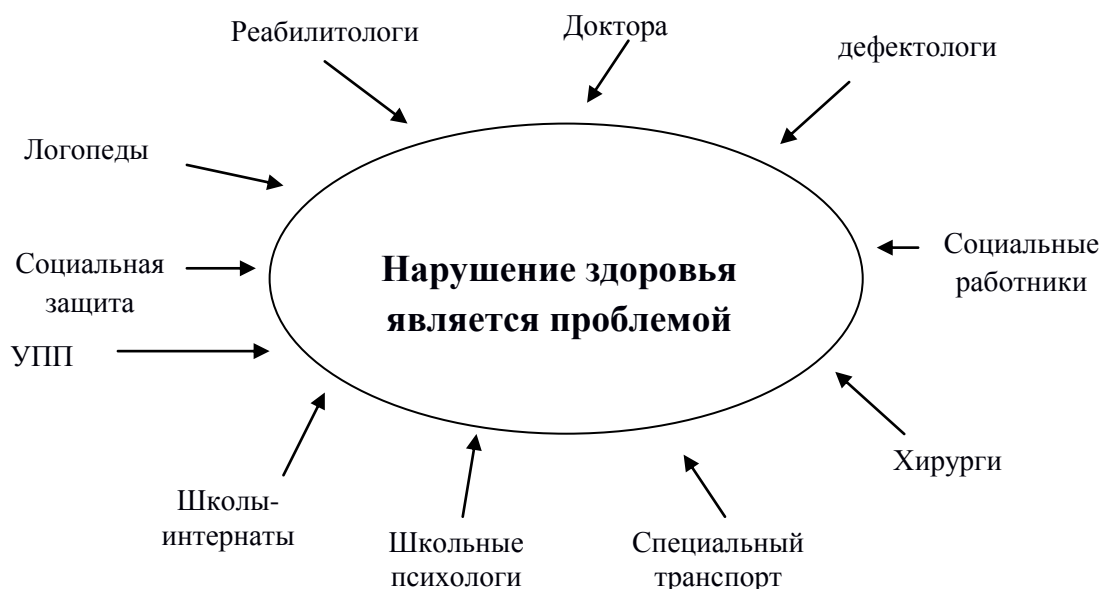 Реабилитологи
Доктора
дефектологи
Логопеды
Социальная
защита
Нарушение здоровья
является проблемой
Социальные
работники
УПП
Хирурги
Школы-
интернаты
Школьные
психологи
Специальный
транспорт